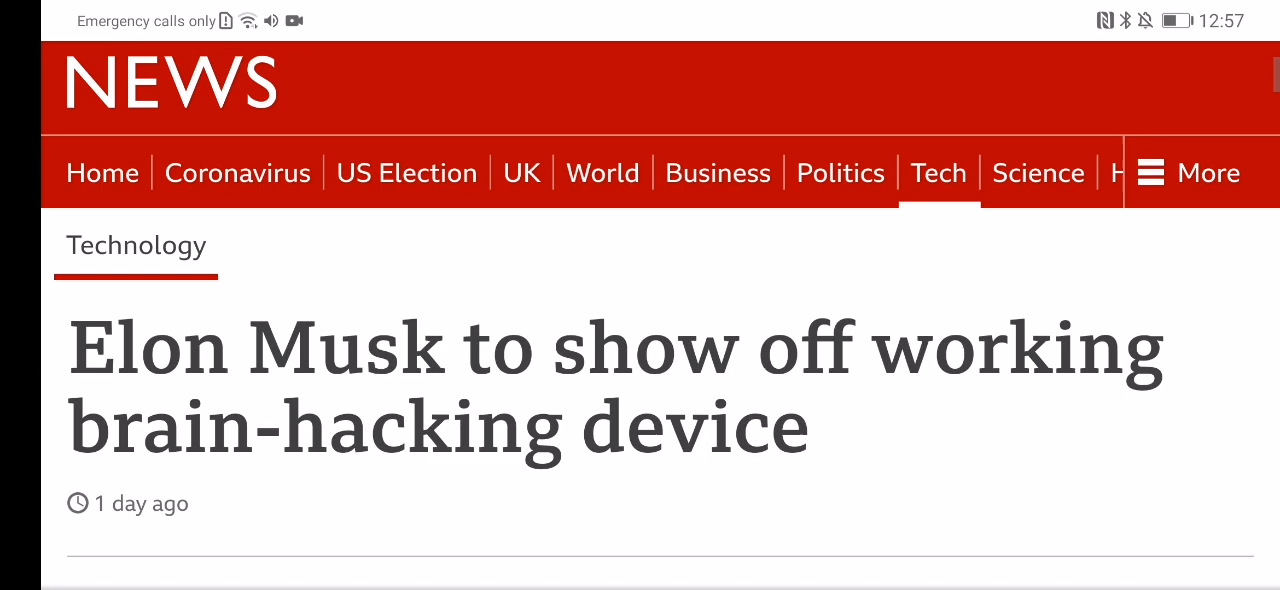 Emergency calls only 12:57
NEWS
Home Coronavirus US Election UK World Business Politics Tech Science More
Technology
Elon Musk to show off working
brain-hacking device
1 day ago